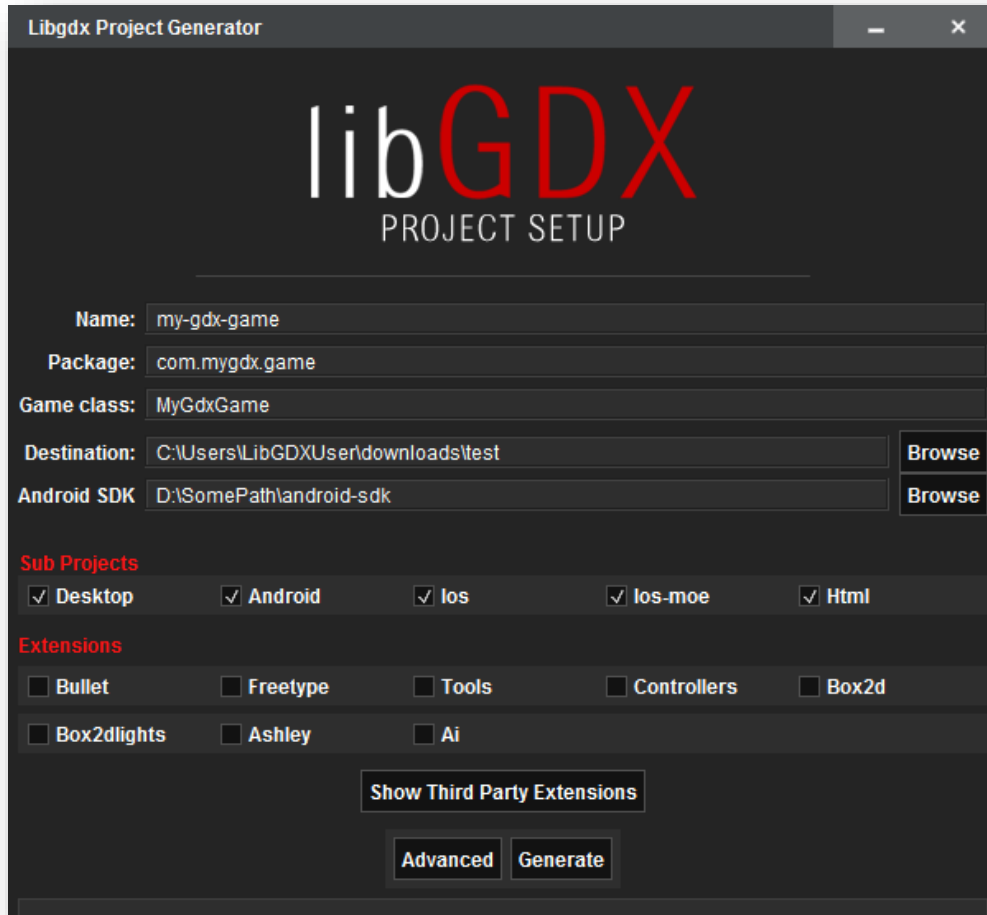 Libgdx Project Generator
libGDX
PROJECT SETUP
Name: my-gdx-game
Package: com.mygdx.game
Game class: MyGdxGame
Destination: C:\Users\LibGDXUser\downloads\test Browse
Android SDK D:\SomePath\android-sdk Browse
Sub Projects
Desktop Android Ios Ios-moe Html
Extensions
Bullet Freetype Tools Controllers Box2d
Box2dlights Ashley Ai
Show Third Party Extensions
Advanced Generate